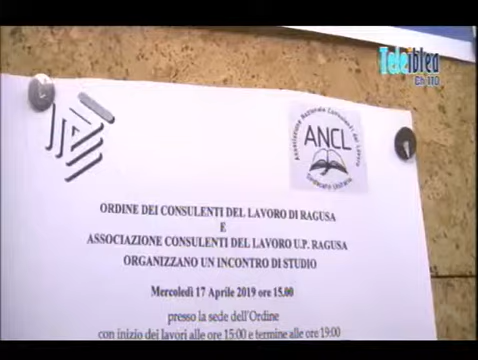 Teleiblea
Ch 110
Associazione Nazionale Consulenti del Lavoro
ANCL
Sindacato Unitario
ORDINE DEI CONSULENTI DEL LAVORO DI RAGUSA
E
ASSOCIAZIONE CONSULENTI DEL LAVORO U.P. RAGUSA
ORGANIZZANO UN INCONTRO DI STUDIO
Mercoledì 17 Aprile 2019 ore 15.00
presso la sede dell'Ordine
con inizio dei lavori alle ore 15:00 e termine alle ore 19:00